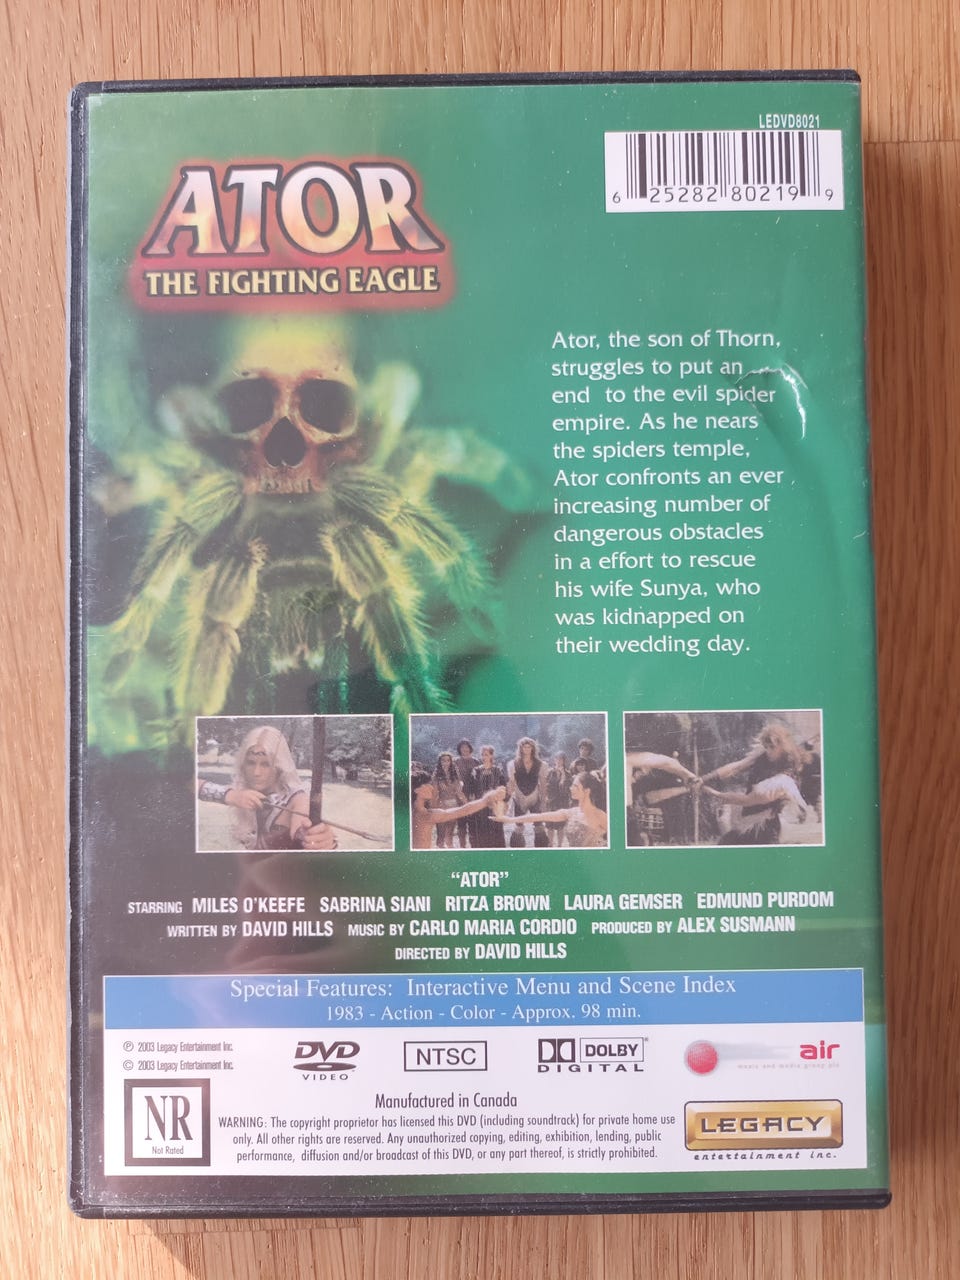 LEDVD8021
6 25282 80219 9
ATOR
THE FIGHTING EAGLE
Ator, the son of Thorn,
struggles to put an
end to the evil spider
empire. As he nears
the spiders temple,
Ator confronts an ever
increasing number of
dangerous obstacles
in a effort to rescue
his wife Sunya, who
was kidnapped on
their wedding day.
“ATOR”
STARRING MILES O'KEEFE SABRINA SIANI RITZA BROWN LAURA GEMSER EDMUND PURDOM
WRITTEN BY DAVID HILLS MUSIC BY CARLO MARIA CORDIO PRODUCED BY ALEX SUSMANN
DIRECTED BY DAVID HILLS
Special Features: Interactive Menu and Scene Index
1983 - Action - Color - Approx. 98 min.
℗ 2003 Legacy Entertainment Inc.
© 2003 Legacy Entertainment Inc.
DVD
VIDEO™
NTSC
DOLBY®
DIGITAL
air
music and media group plc
NR
Not Rated
Manufactured in Canada
WARNING: The copyright proprietor has licensed this DVD (including soundtrack) for private home use
only. All other rights are reserved. Any unauthorized copying, editing, exhibition, lending, public
performance, diffusion and/or broadcast of this DVD, or any part thereof, is strictly prohibited.
LEGACY
entertainment inc.